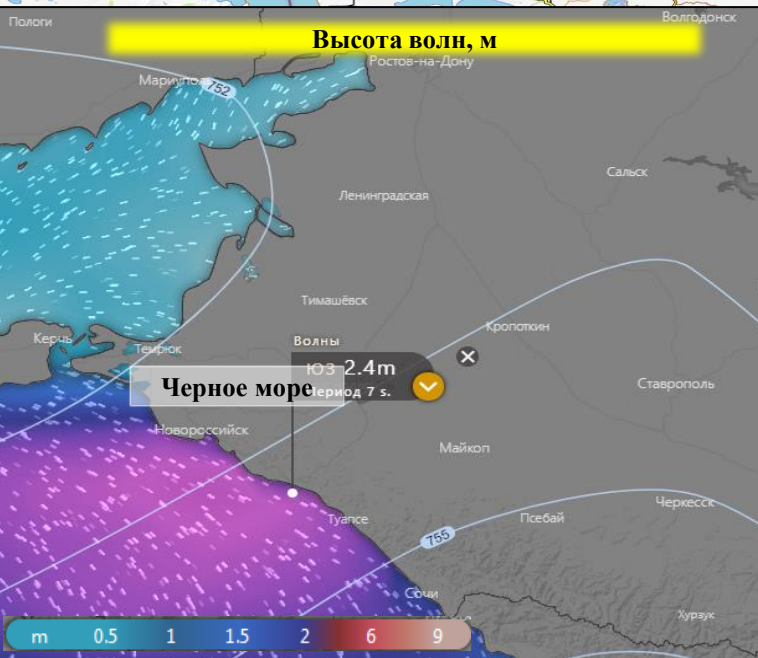 Пологи
Волгодонск
Высота волн, м
Ростов-на-Дону
Мариуполь
752
Сальск
Ленинградская
Тимашёвск
Кропоткин
Керчь
Темрюк
Волны
ЮЗ 2.4m
Период 7 s.
Черное море
Ставрополь
Новороссийск
Майкоп
Черкесск
Туапсе
Псебай
755
Сочи
Хурзук
m 0.5 1 1.5 2 6 9